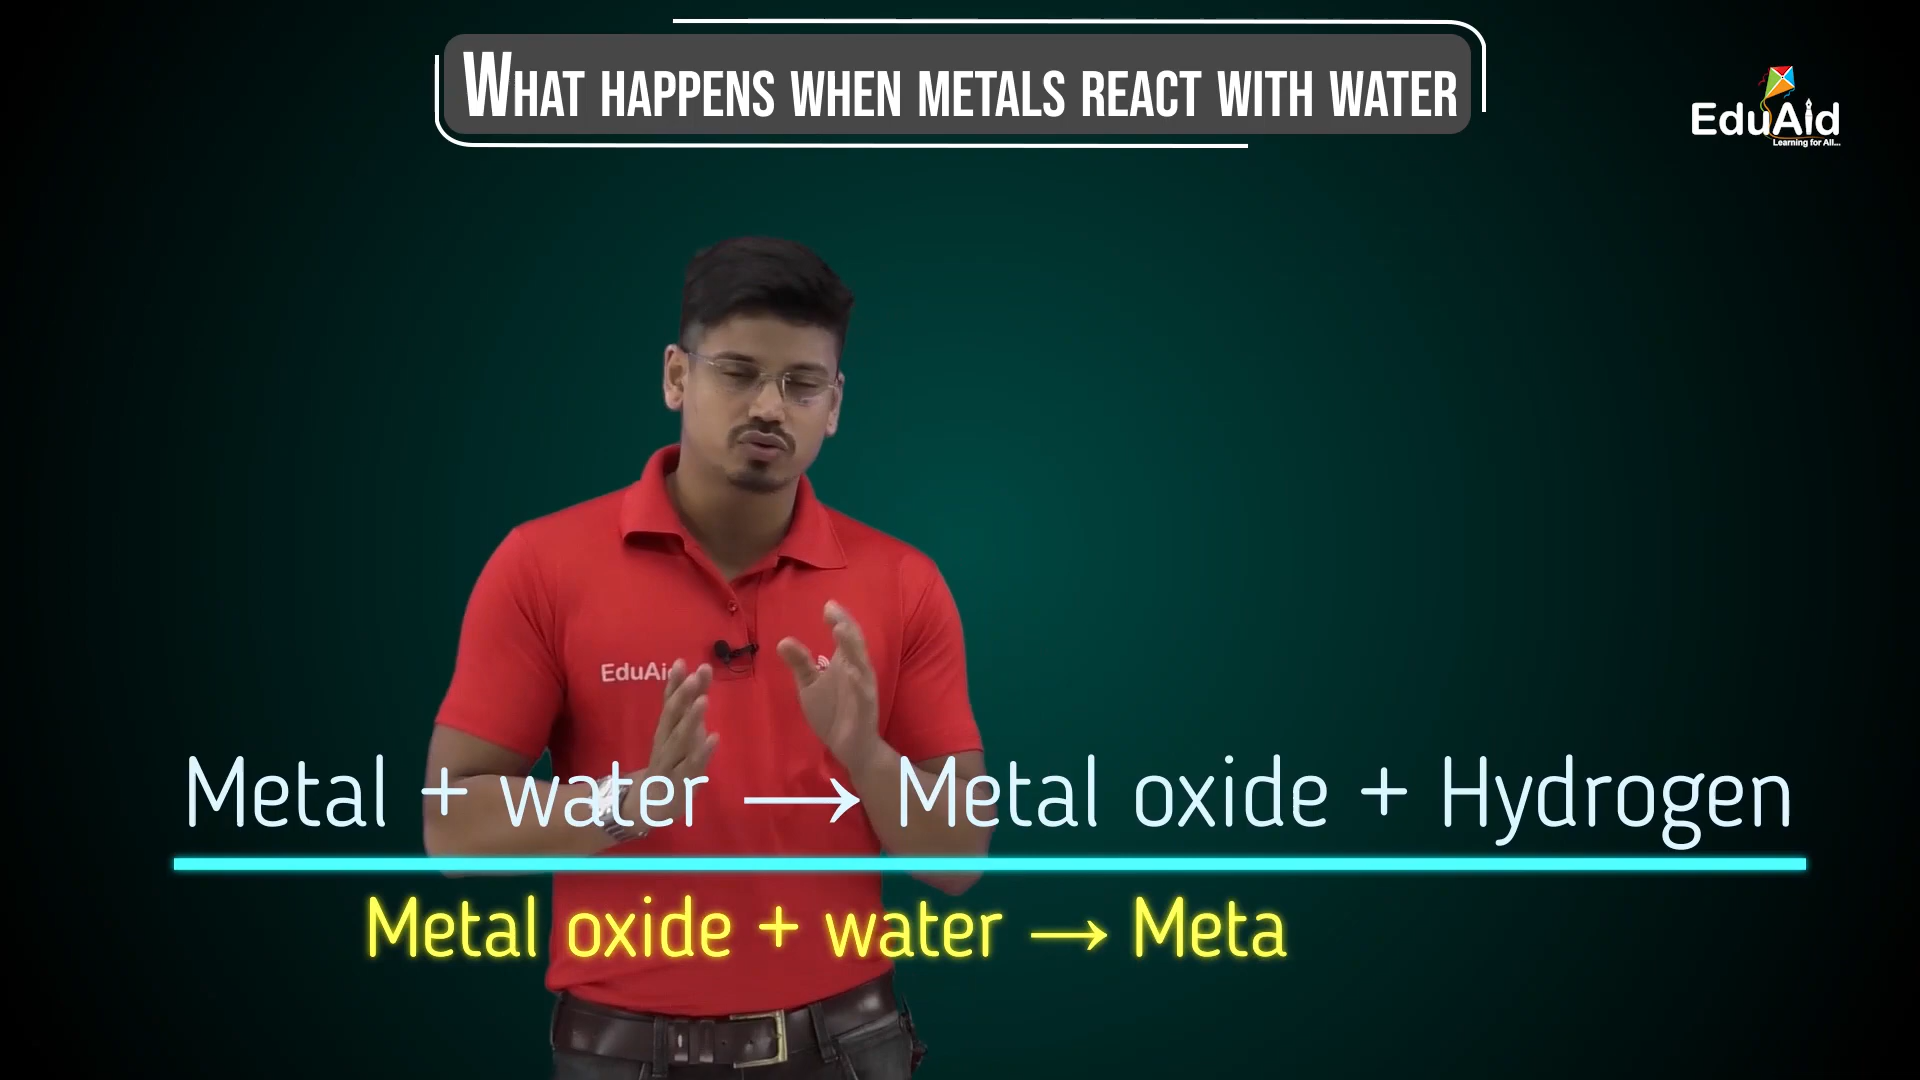 What happens when metals react with water
EduAid
Learning for All...
EduAi
Metal + water → Metal oxide + Hydrogen
Metal oxide + water → Meta